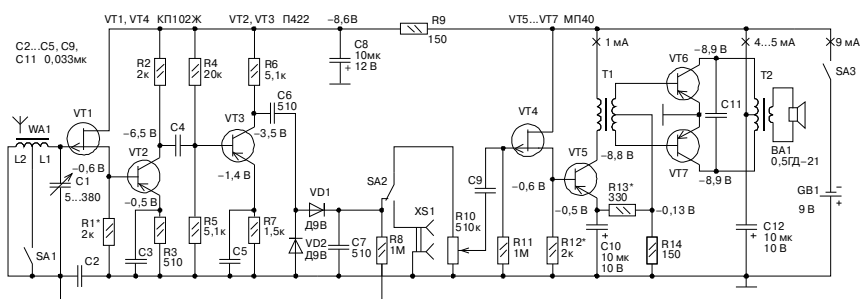 VT1, VT4 КП102Ж
VT2, VT3 П422
–8,6 В
R9
150
VT5...VT7 МП40
1 мА
–8,9 В
4...5 мА
9 мА
C2...C5, C9,
C11 0,033мк
R2
2к
R4
20к
R6
5,1к
C8
10мк
12 В
+
VT6
SA3
T1
T2
VT1
WA1
L2
L1
C6
510
VT3
–6,5 В
C4
–3,5 В
VT4
C11
BA1
0,5ГД–21
–0,6 В
VT2
–1,4 В
SA2
C9
–0,6 В
VT5
–8,8 В
VT7
–8,9 В
C1
5...380
–0,5 В
VD1
Д9В
XS1
R10
510к
–0,5 В
R13*
330
–0,13 В
GB1
9 В
R1*
2к
R3
510
R5
5,1к
R7
1,5к
VD2
Д9В
C7
510
R8
1М
R11
1М
R12*
2к
C10
10 мк
10 В
+
R14
150
C12
10 мк
10 В
+
SA1
C2
C3
C5